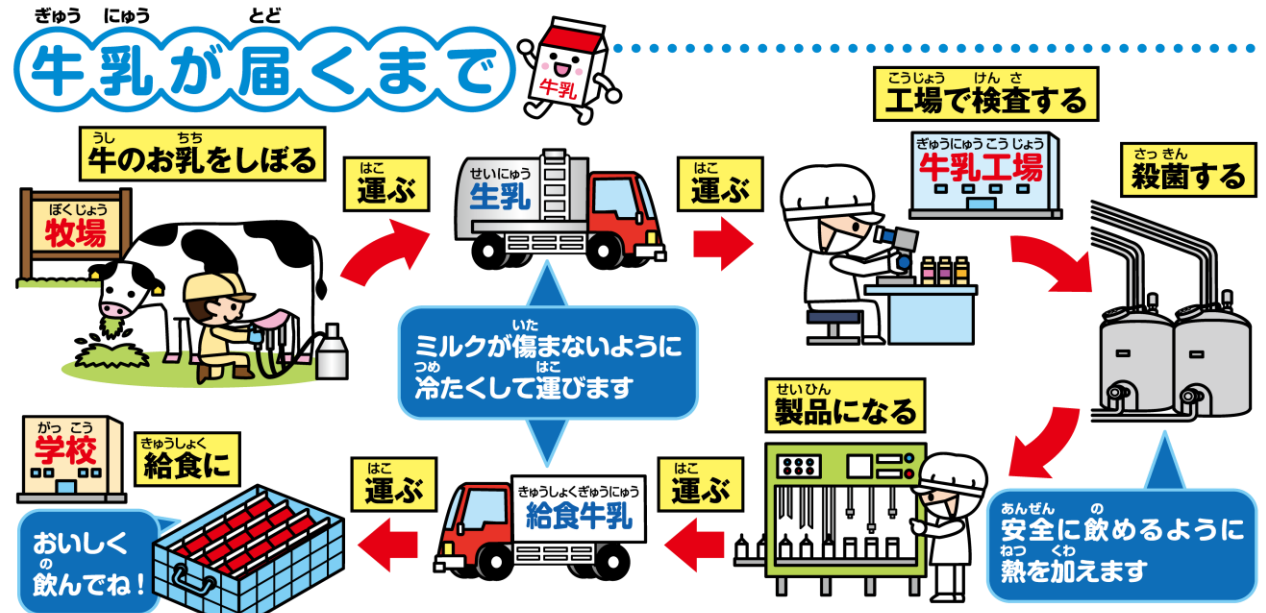 ぎゅう にゅう とど
牛乳が届くまで
牛乳
うし ちち
牛のお乳をしぼる
ぼくじょう
牧場
はこ
運ぶ
せいにゅう
生乳
はこ
運ぶ
こうじょう けん さ
工場で検査する
ぎゅうにゅう こう じょう
牛乳工場
さっ きん
殺菌する
いた
ミルクが傷まないように
つめ はこ
冷たくして運びます
あんぜん の
安全に飲めるように
ねつ くわ
熱を加えます
せい ひん
製品になる
はこ
運ぶ
きゅうしょくぎゅうにゅう
給食牛乳
はこ
運ぶ
きゅうしょく
給食に
がっ こう
学校
おいしく
の
飲んでね！